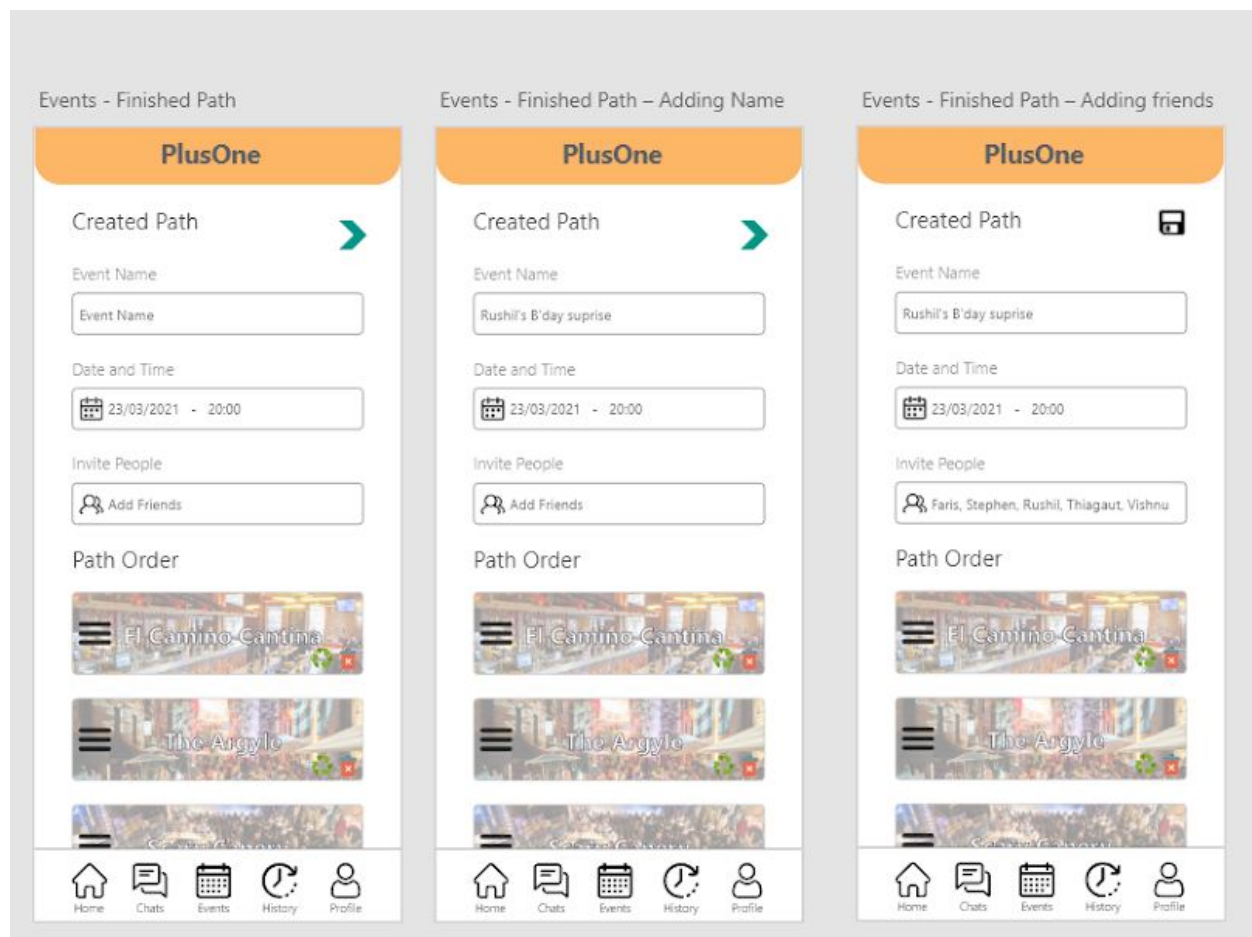 Events - Finished Path
PlusOne
Created Path
Event Name
Event Name
Date and Time
23/03/2021 - 20:00
Invite People
Add Friends
Path Order
El Camino Cantina
The Argyle
Home Chats Events History Profile
Events - Finished Path – Adding Name
PlusOne
Created Path
Event Name
Rushil's B'day suprise
Date and Time
23/03/2021 - 20:00
Invite People
Add Friends
Path Order
El Camino Cantina
The Argyle
Home Chats Events History Profile
Events - Finished Path – Adding friends
PlusOne
Created Path
Event Name
Rushil's B'day suprise
Date and Time
23/03/2021 - 20:00
Invite People
Faris, Stephen, Rushil, Thiagaut, Vishnu
Path Order
El Camino Cantina
The Argyle
Home Chats Events History Profile